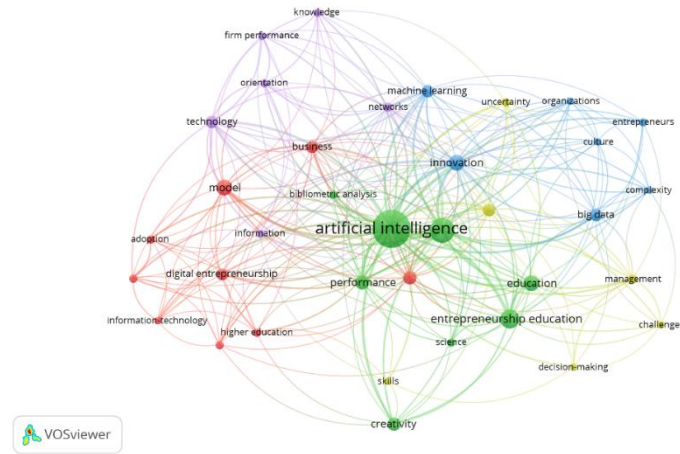 knowledge
firm performance
orientation
machine learning
networks
uncertainty
organizations
technology
entrepreneurs
business
culture
innovation
model
bibliometric analysis
complexity
big data
artificial intelligence
information
adoption
digital entrepreneurship
performance
education
management
information-technology
higher education
entrepreneurship education
challenge
science
decision-making
skills
creativity
VOSviewer